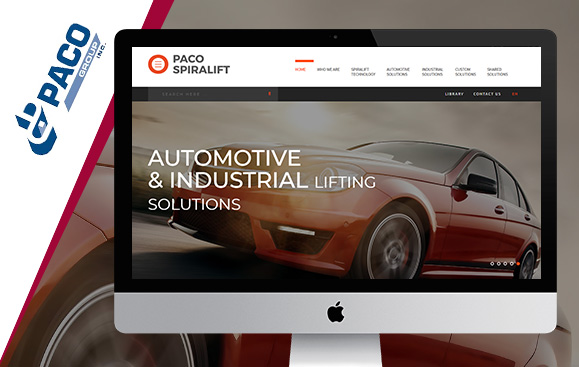 PACO
GROUP INC.
PACO
SPIRALIFT
HOME
WHO WE ARE
SPIRALIFT
TECHNOLOGY
AUTOMOTIVE
SOLUTIONS
INDUSTRIAL
SOLUTIONS
CUSTOM
SOLUTIONS
SHARED
SOLUTIONS
SEARCH HERE
LIBRARY
CONTACT US
AUTOMOTIVE
& INDUSTRIAL LIFTING
SOLUTIONS